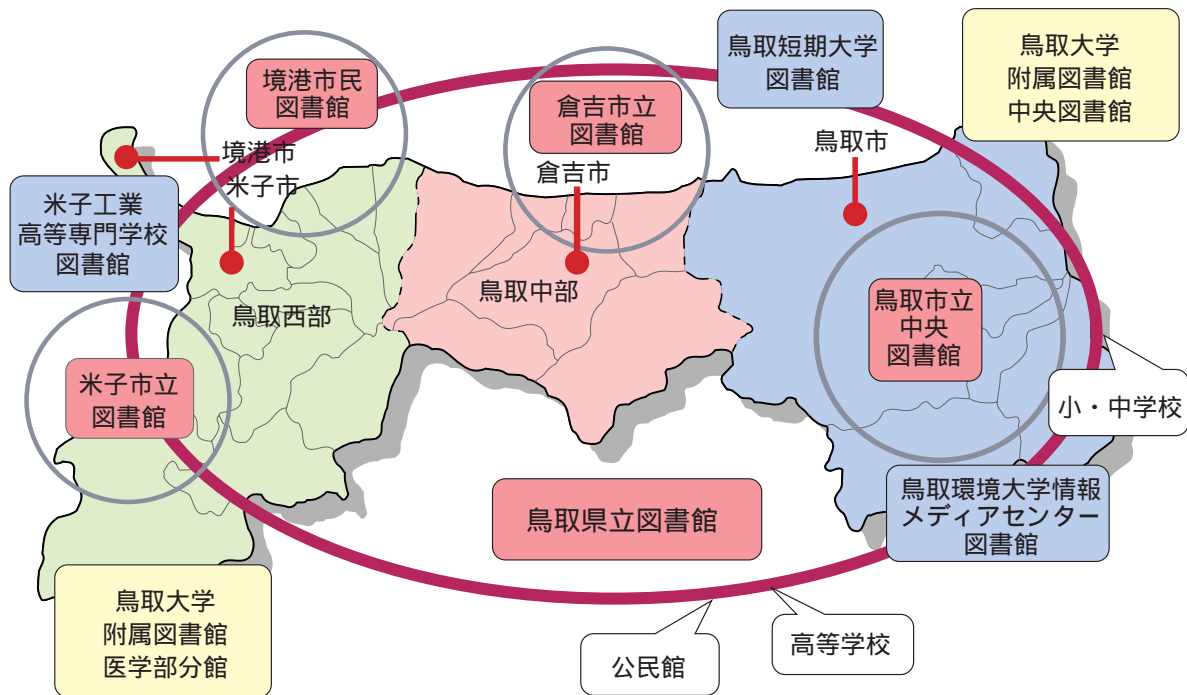 境港市民
図書館
倉吉市立
図書館
鳥取短期大学
図書館
鳥取大学
附属図書館
中央図書館
境港市
米子市
倉吉市
鳥取市
米子工業
高等専門学校
図書館
鳥取西部
鳥取中部
鳥取市立
中央
図書館
米子市立
図書館
小・中学校
鳥取県立図書館
鳥取環境大学情報
メディアセンター
図書館
鳥取大学
附属図書館
医学部分館
公民館
高等学校